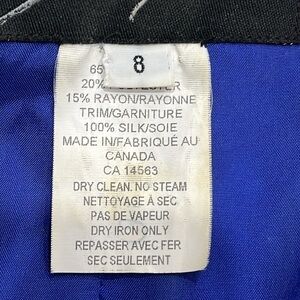 8
65
20%
15% RAYON/RAYONNE
TRIM/GARNITURE
100% SILK/SOIE
MADE IN/FABRIQUÉ AU
CANADA
CA 14563
DRY CLEAN. NO STEAM
NETTOYAGE À SEC
PAS DE VAPEUR
DRY IRON ONLY
REPASSER AVEC FER
SEC SEULEMENT